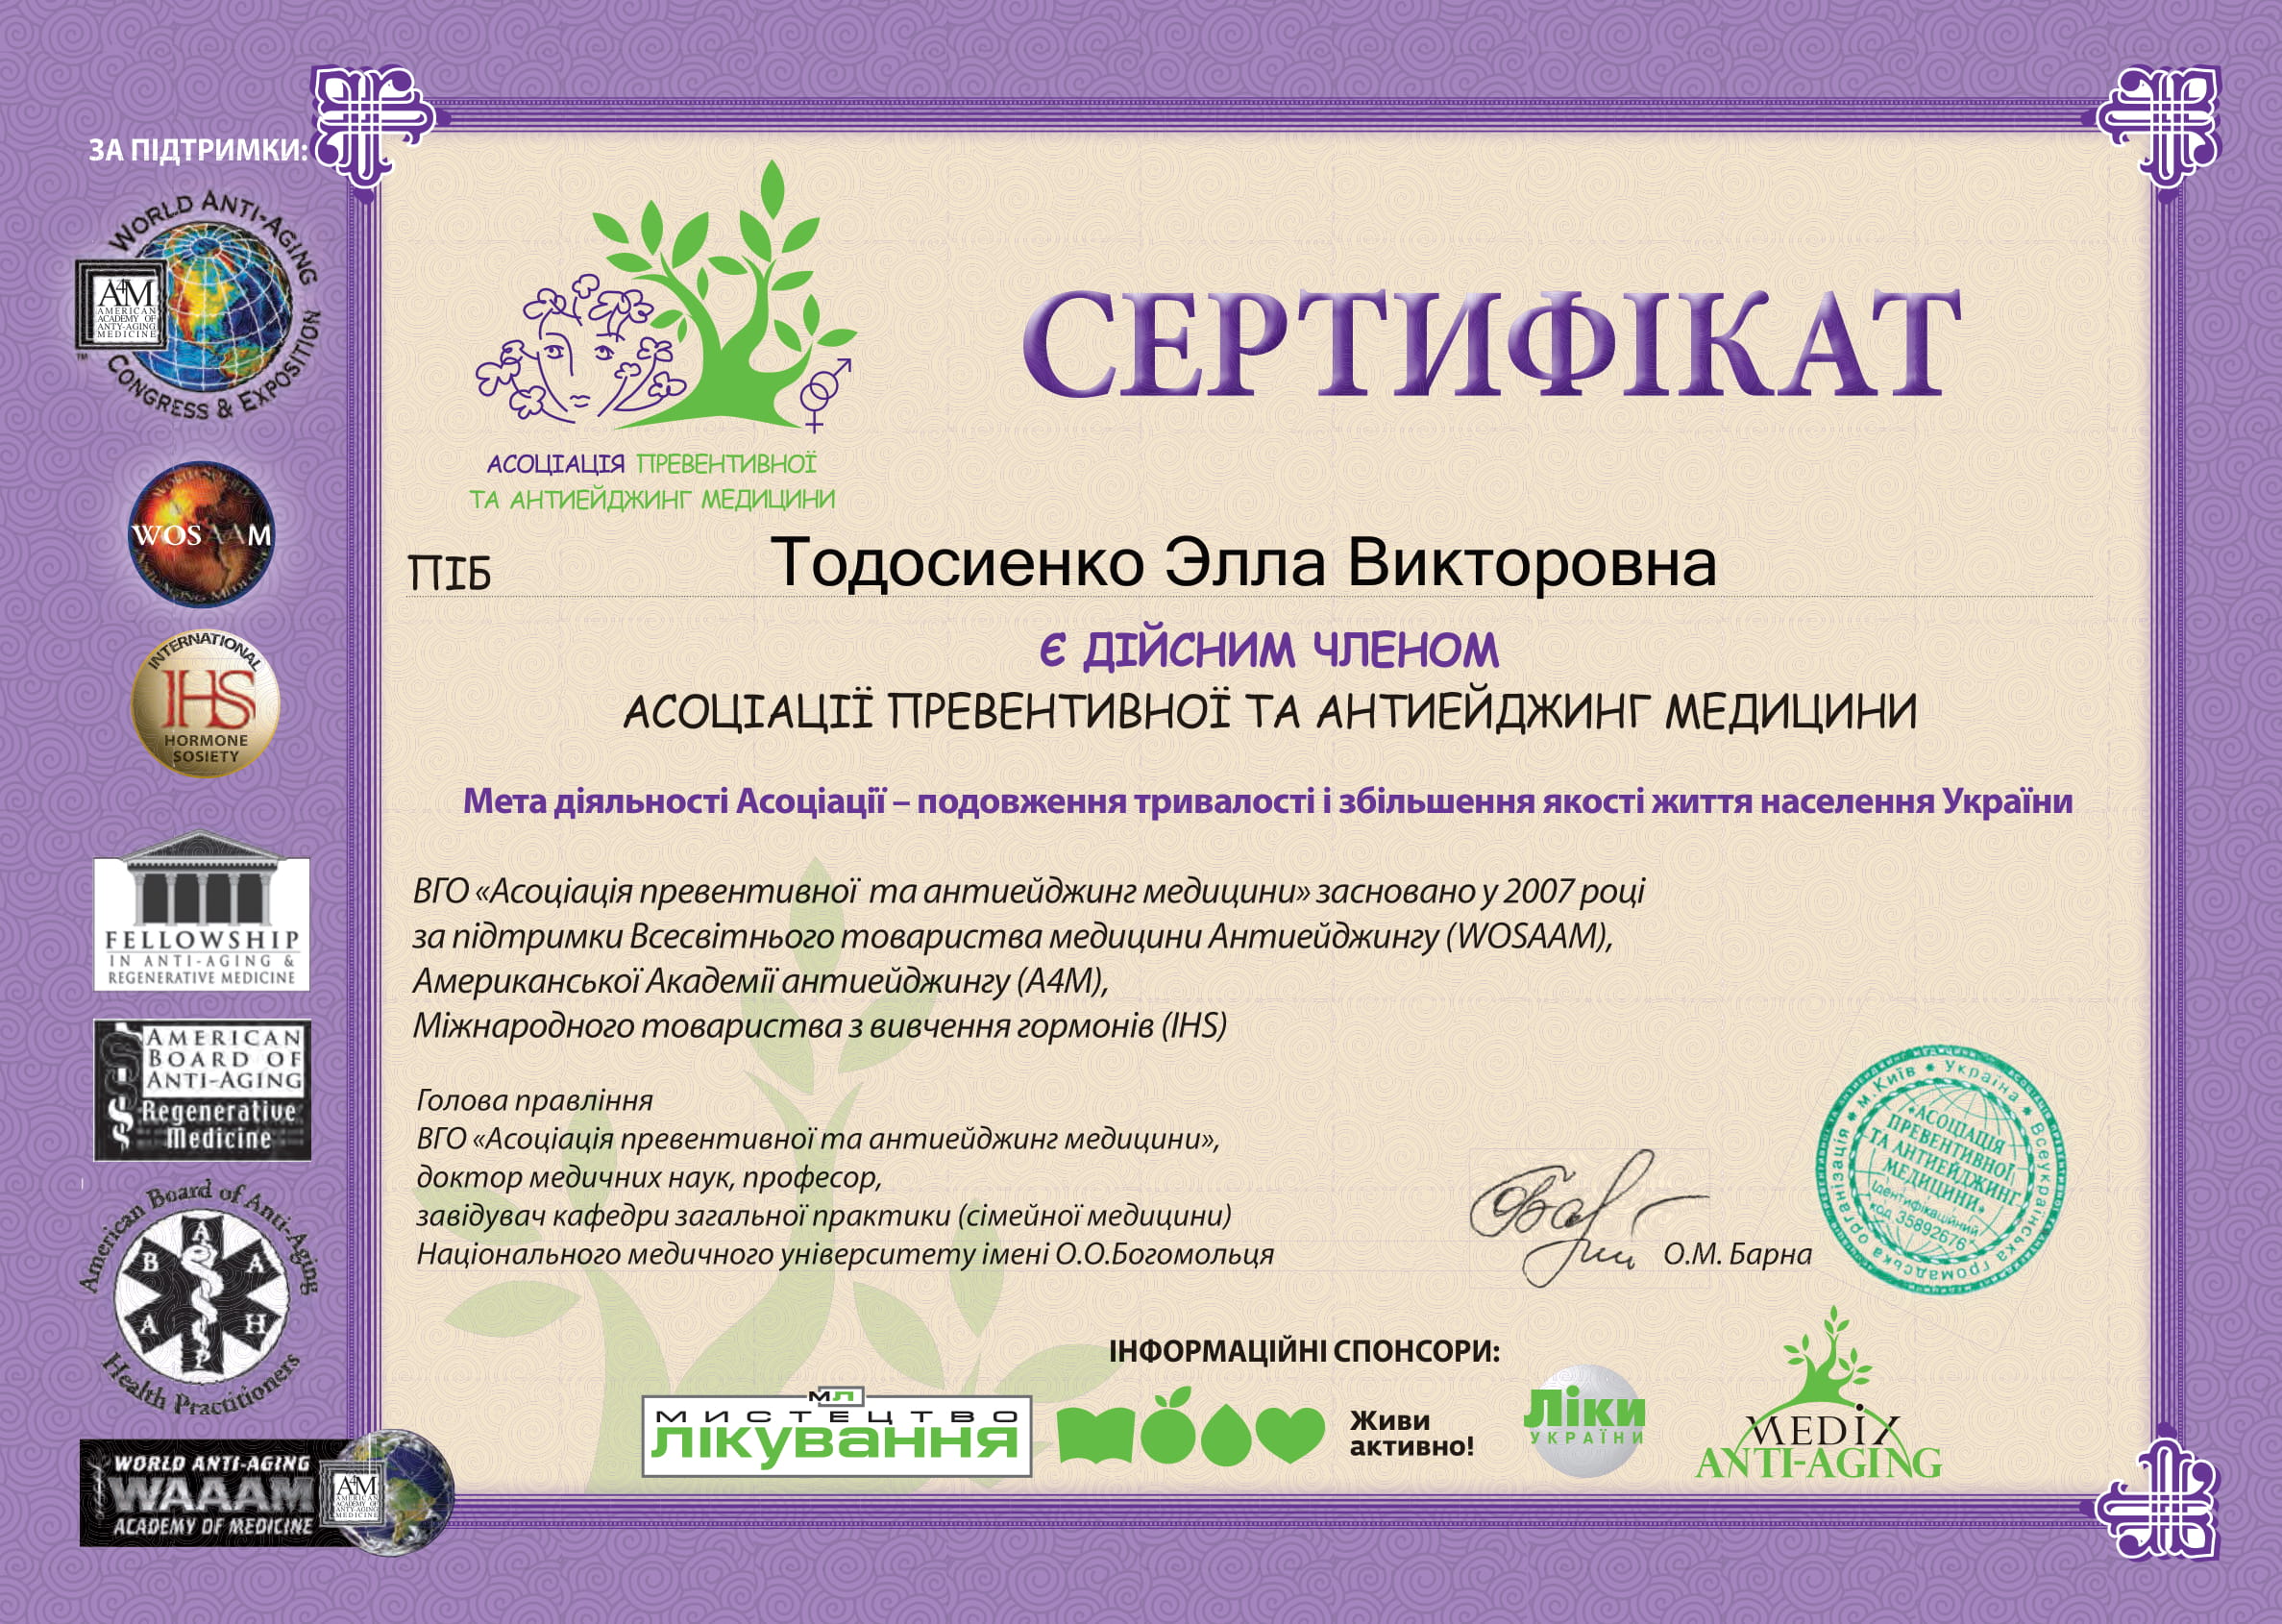 ЗА ПІДТРИМКИ:
WORLD ANTI-AGING
CONGRESS & EXPOSITION
A4M
AMERICAN
ACADEMY OF
ANTY-AGING
MEDICINE
TM
WOSAAM
INTERNATIONAL
IHS
HORMONE
SOSIETY
FELLOWSHIP
IN ANTI-AGING &
REGENERATIVE MEDICINE
AMERICAN
BOARD OF
ANTI-AGING
Regenerative
Medicine
American Board of Anti-Aging
A
B A
A H
P
Health Practitioners
WORLD ANTI-AGING
WAAAM
ACADEMY OF MEDICINE
A4M
AMERICAN
ACADEMY OF
ANTY-AGING
MEDICINE
АСОЦІАЦІЯ ПРЕВЕНТИВНОЇ
ТА АНТИЕЙДЖИНГ МЕДИЦИНИ
СЕРТИФІКАТ
ПІБ Тодосиенко Элла Викторовна
Є ДІЙСНИМ ЧЛЕНОМ
АСОЦІАЦІЇ ПРЕВЕНТИВНОЇ ТА АНТИЕЙДЖИНГ МЕДИЦИНИ
Мета діяльності Асоціації – подовження тривалості і збільшення якості життя населення України
ВГО «Асоціація превентивної та антиейджинг медицини» засновано у 2007 році
за підтримки Всесвітнього товариства медицини Антиейджингу (WOSAAM),
Американської Академії антиейджингу (A4M),
Міжнародного товариства з вивчення гормонів (IHS)
Голова правління
ВГО «Асоціація превентивної та антиейджинг медицини»,
доктор медичних наук, професор,
завідувач кафедри загальної практики (сімейної медицини)
Національного медичного університету імені О.О.Богомольця
О.М. Барна
м.Київ * Україна * Всеукраїнська громадська організація *
«АСОЦІАЦІЯ
ПРЕВЕНТИВНОЇ
ТА АНТИЕЙДЖИНГ
МЕДИЦИНИ»
Ідентифікаційний
код 35892676
ІНФОРМАЦІЙНІ СПОНСОРИ:
МЛ
МИСТЕЦТВО
ЛІКУВАННЯ
Живи
активно!
Ліки
УКРАЇНИ
MEDIX
ANTI-AGING